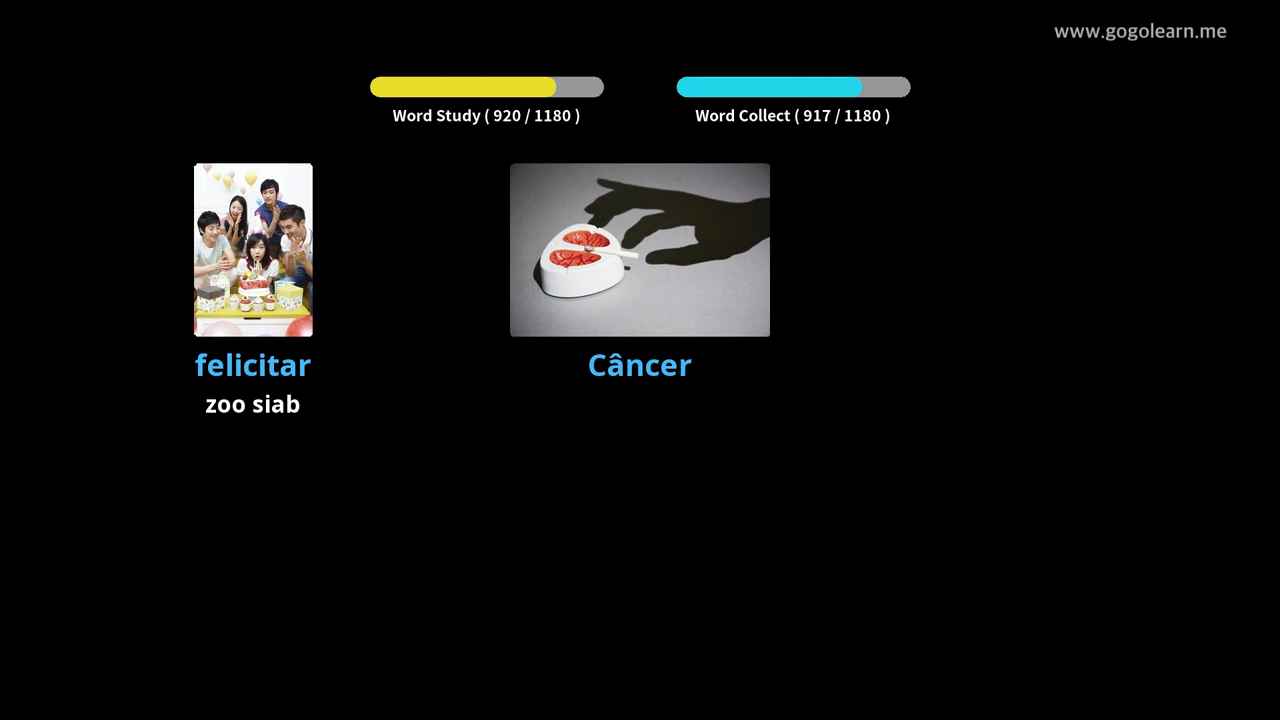 www.gogolearn.me
Word Study ( 920 / 1180 )
Word Collect ( 917 / 1180 )
felicitar
Câncer
zoo siab